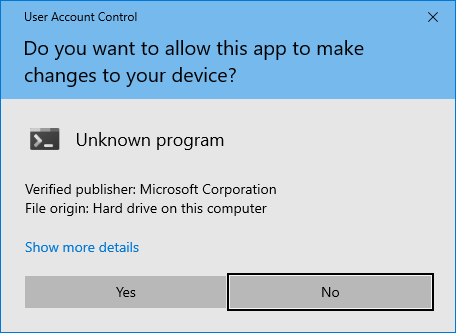 User Account Control
Do you want to allow this app to make
changes to your device?
Unknown program
Verified publisher: Microsoft Corporation
File origin: Hard drive on this computer
Show more details
Yes
No